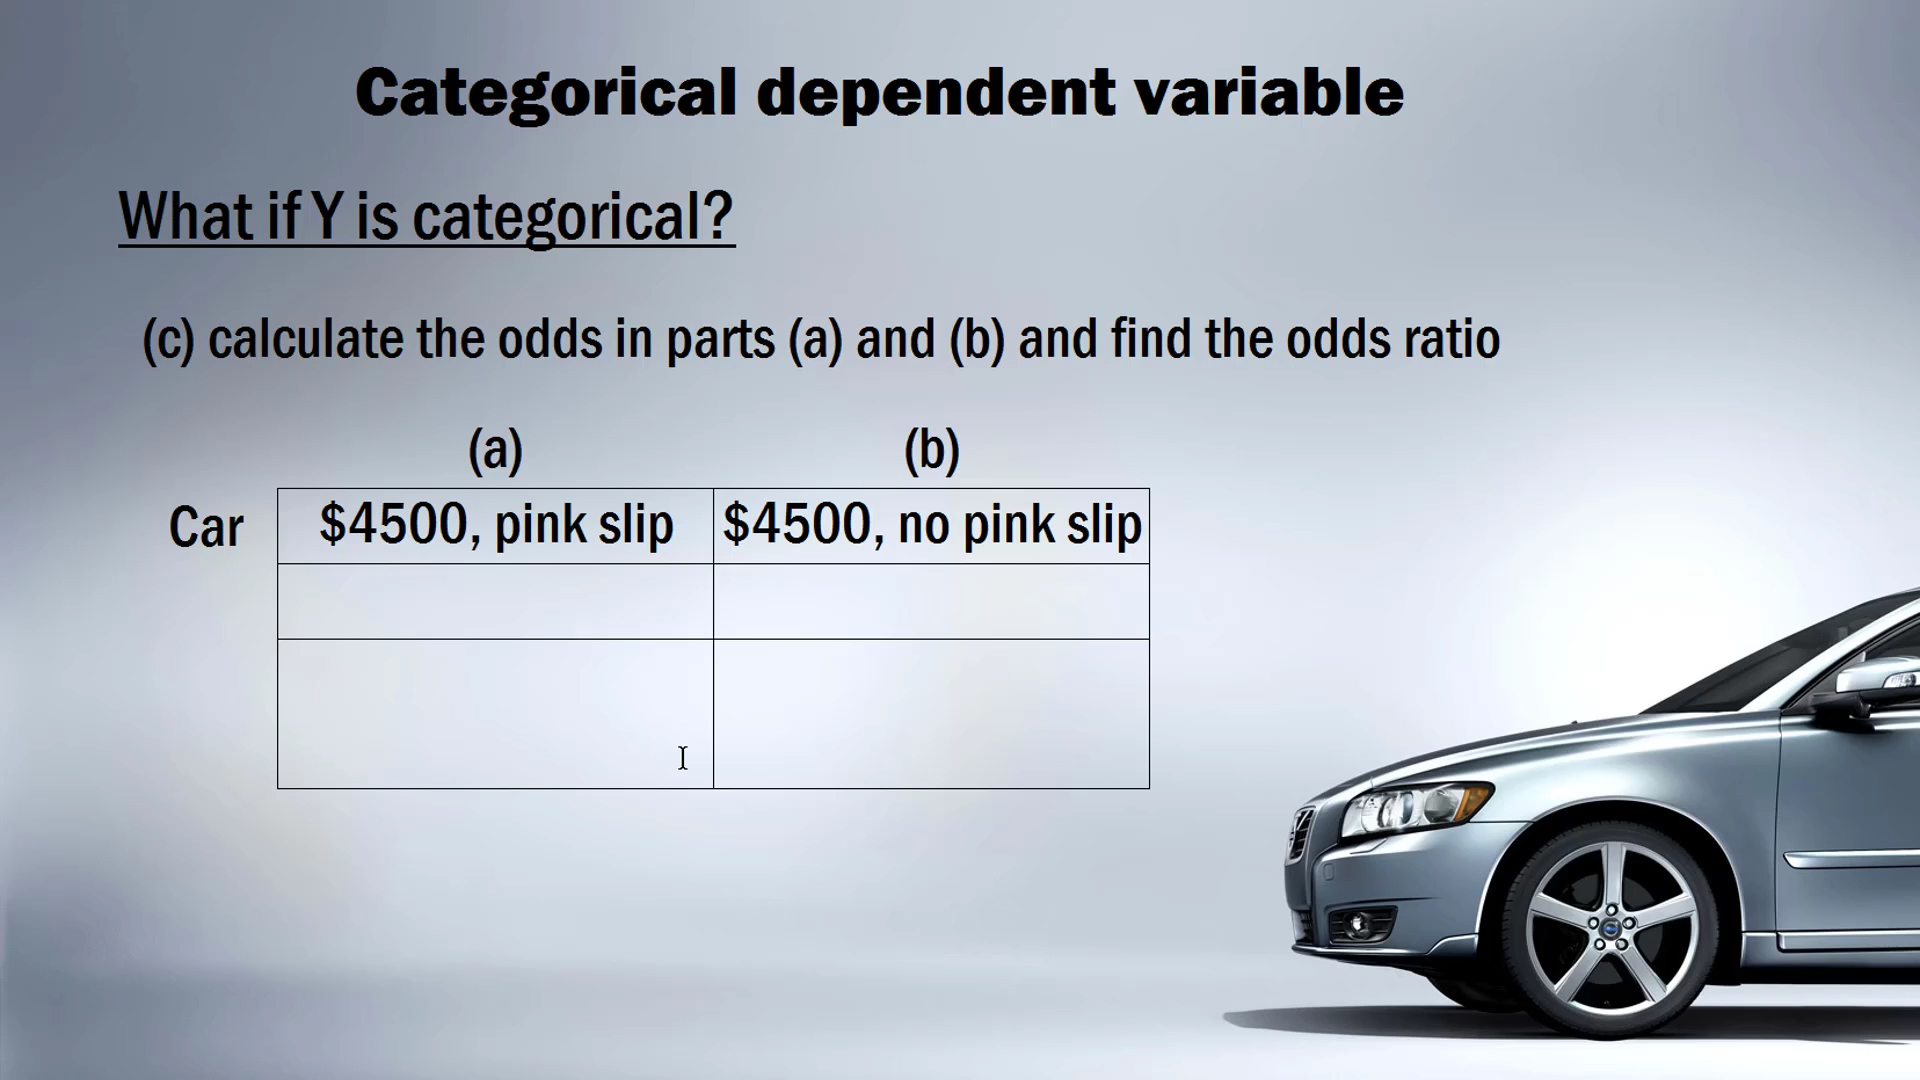 Categorical dependent variable
What if Y is categorical?
(c) calculate the odds in parts (a) and (b) and find the odds ratio
(a) (b)
Car $4500, pink slip $4500, no pink slip